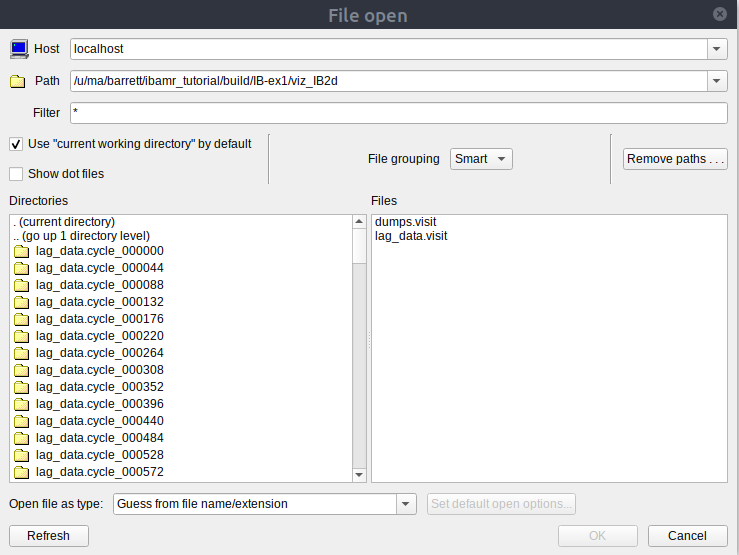 File open
Host localhost
Path /u/ma/barrett/ibamr_tutorial/build/IB-ex1/viz_IB2d
Filter *
Use "current working directory" by default
Show dot files
File grouping Smart
Remove paths . . .
Directories
. (current directory)
.. (go up 1 directory level)
lag_data.cycle_000000
lag_data.cycle_000044
lag_data.cycle_000088
lag_data.cycle_000132
lag_data.cycle_000176
lag_data.cycle_000220
lag_data.cycle_000264
lag_data.cycle_000308
lag_data.cycle_000352
lag_data.cycle_000396
lag_data.cycle_000440
lag_data.cycle_000484
lag_data.cycle_000528
lag_data.cycle_000572
Files
dumps.visit
lag_data.visit
Open file as type: Guess from file name/extension Set default open options...
Refresh OK Cancel